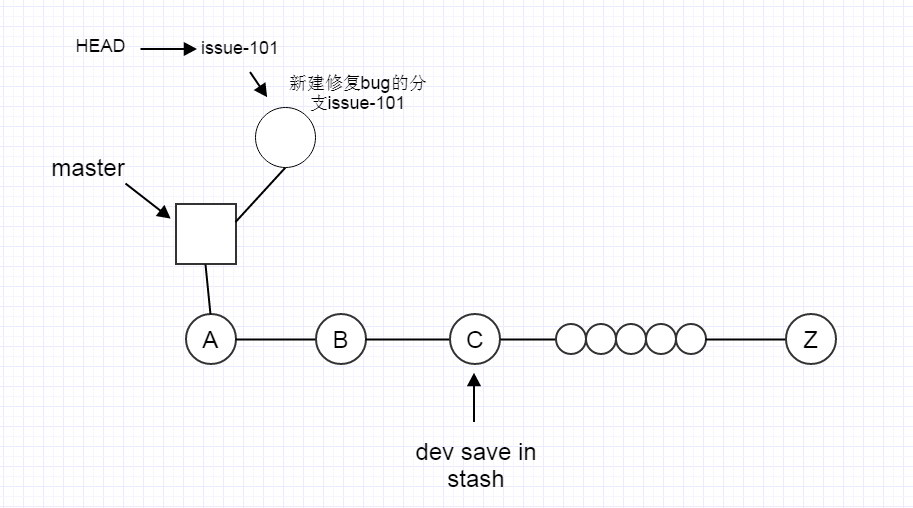 HEAD
issue-101
新建修复bug的分
支issue-101
master
A
B
C
Z
dev save in
stash